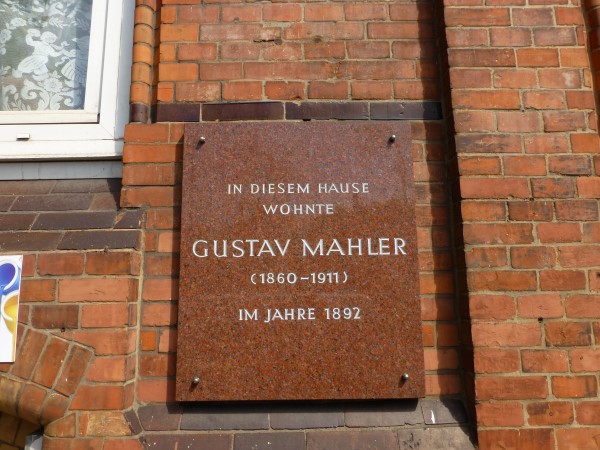 IN DIESEM HAUSE
WOHNTE
GUSTAV MAHLER
(1860–1911)
IM JAHRE 1892